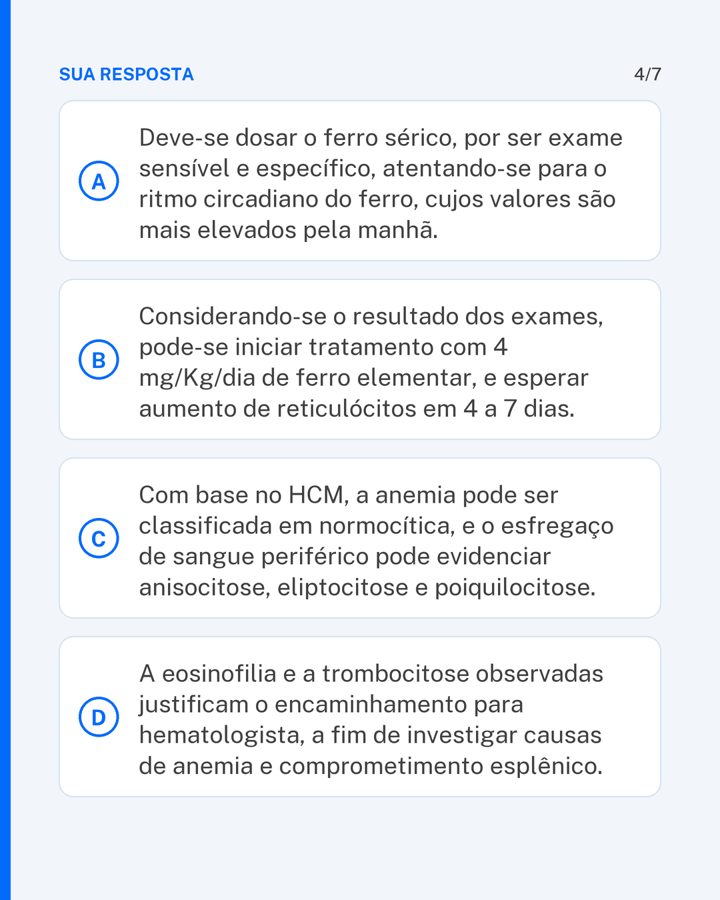 SUA RESPOSTA
4/7
A
Deve-se dosar o ferro sérico, por ser exame
sensível e específico, atentando-se para o
ritmo circadiano do ferro, cujos valores são
mais elevados pela manhã.
B
Considerando-se o resultado dos exames,
pode-se iniciar tratamento com 4
mg/Kg/dia de ferro elementar, e esperar
aumento de reticulócitos em 4 a 7 dias.
C
Com base no HCM, a anemia pode ser
classificada em normocítica, e o esfregaço
de sangue periférico pode evidenciar
anisocitose, eliptocitose e poiquilocitose.
D
A eosinofilia e a trombocitose observadas
justificam o encaminhamento para
hematologista, a fim de investigar causas
de anemia e comprometimento esplênico.